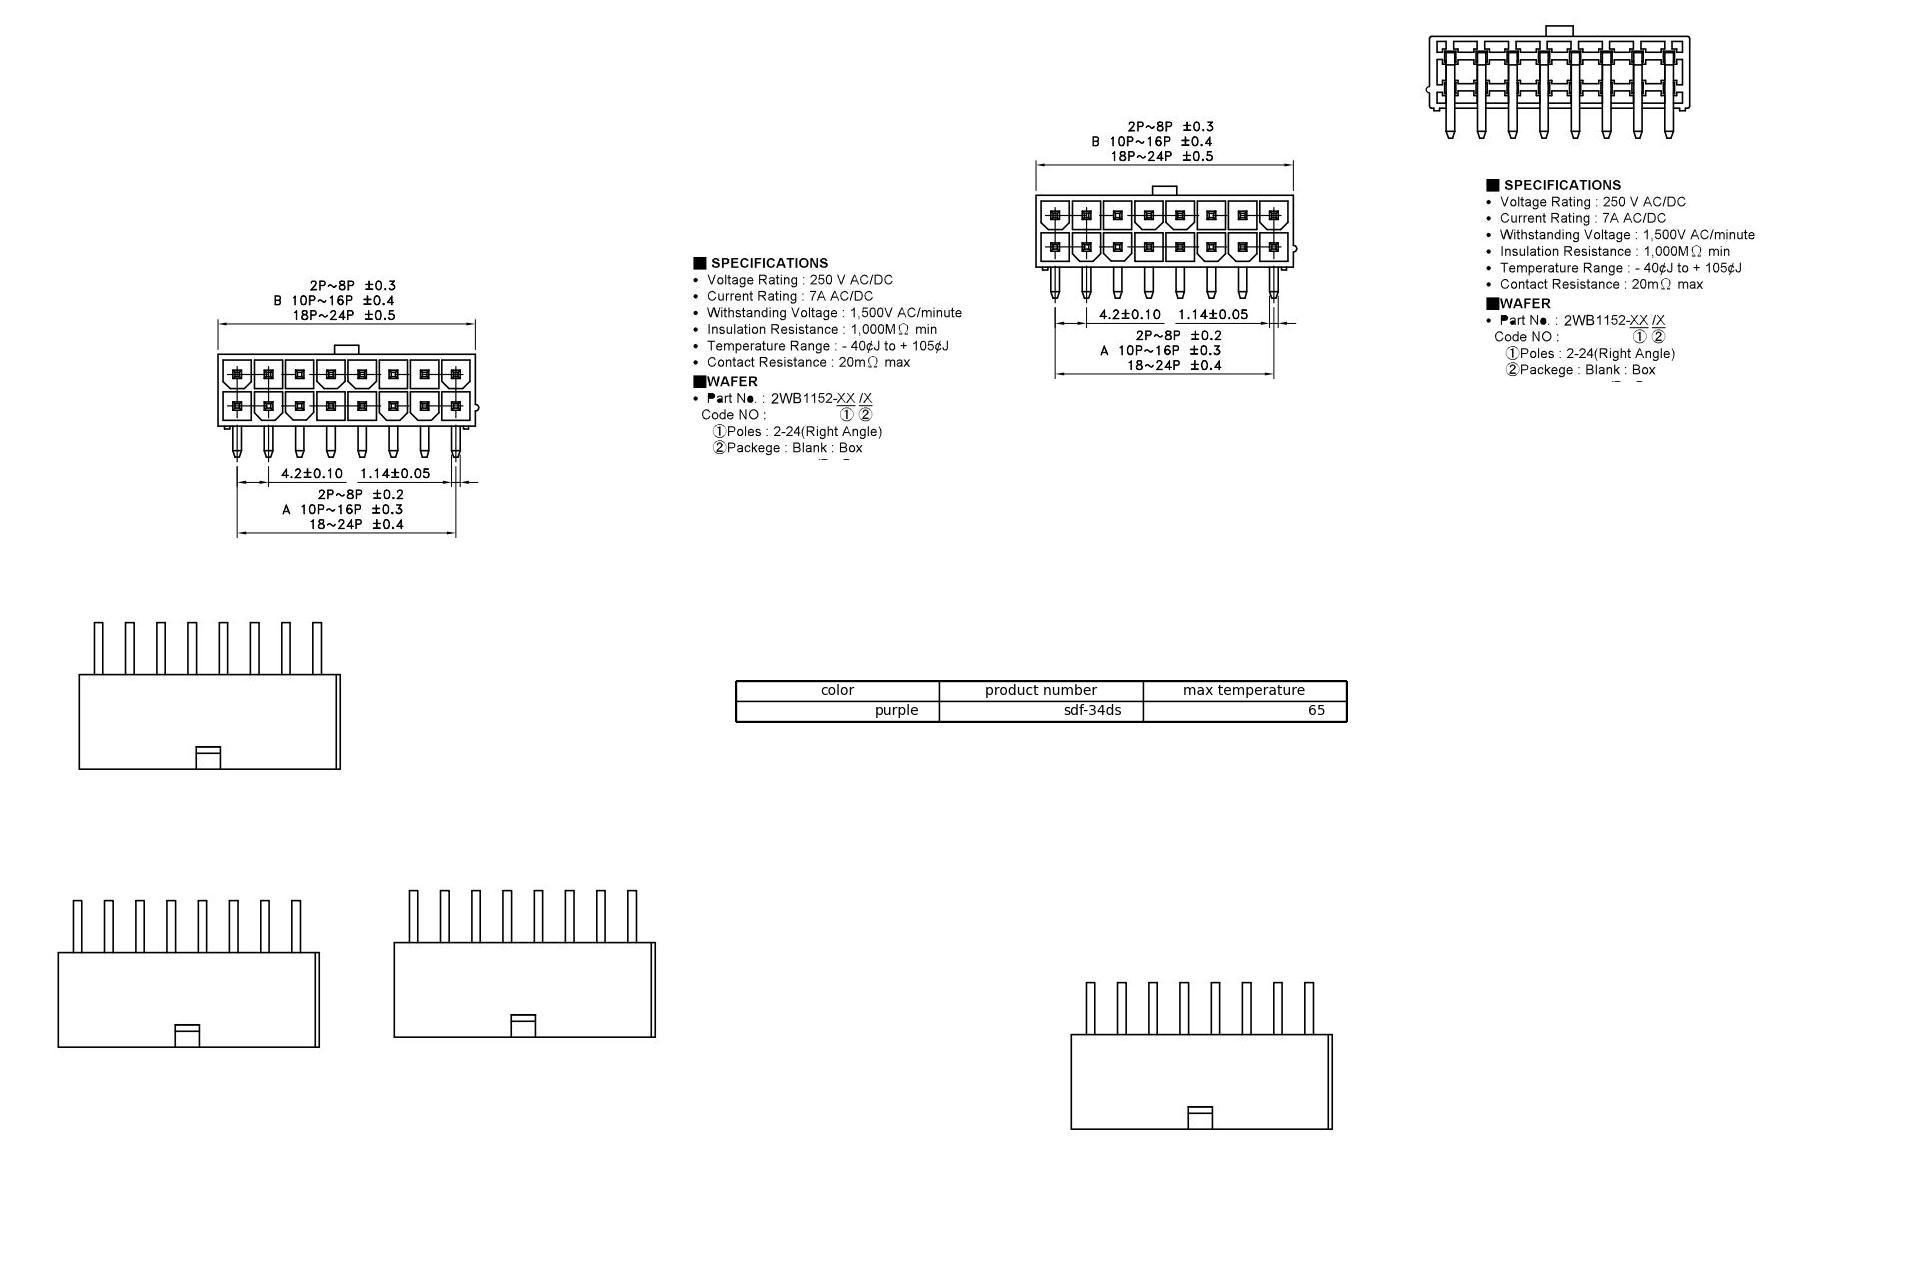 2P~8P ±0.3
B 10P~16P ±0.4
18P~24P ±0.5
4.2±0.10 1.14±0.05
2P~8P ±0.2
A 10P~16P ±0.3
18~24P ±0.4
■ SPECIFICATIONS
• Voltage Rating : 250 V AC/DC
• Current Rating : 7A AC/DC
• Withstanding Voltage : 1,500V AC/minute
• Insulation Resistance : 1,000MΩ min
• Temperature Range : - 40¢J to + 105¢J
• Contact Resistance : 20mΩ max
■WAFER
• Part No. : 2WB1152-XX /X
Code NO : ① ②
①Poles : 2-24(Right Angle)
②Packege : Blank : Box
2P~8P ±0.3
B 10P~16P ±0.4
18P~24P ±0.5
4.2±0.10 1.14±0.05
2P~8P ±0.2
A 10P~16P ±0.3
18~24P ±0.4
■ SPECIFICATIONS
• Voltage Rating : 250 V AC/DC
• Current Rating : 7A AC/DC
• Withstanding Voltage : 1,500V AC/minute
• Insulation Resistance : 1,000MΩ min
• Temperature Range : - 40¢J to + 105¢J
• Contact Resistance : 20mΩ max
■WAFER
• Part No. : 2WB1152-XX /X
Code NO : ① ②
①Poles : 2-24(Right Angle)
②Packege : Blank : Box
color product number max temperature
purple sdf-34ds 65